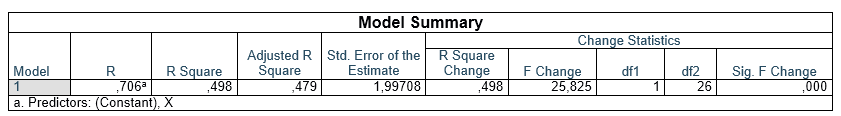 Model Summary
Change Statistics
Model R R Square Adjusted R Square Std. Error of the Estimate R Square Change F Change df1 df2 Sig. F Change
1 ,706a ,498 ,479 1,99708 ,498 25,825 1 26 ,000
a. Predictors: (Constant), X